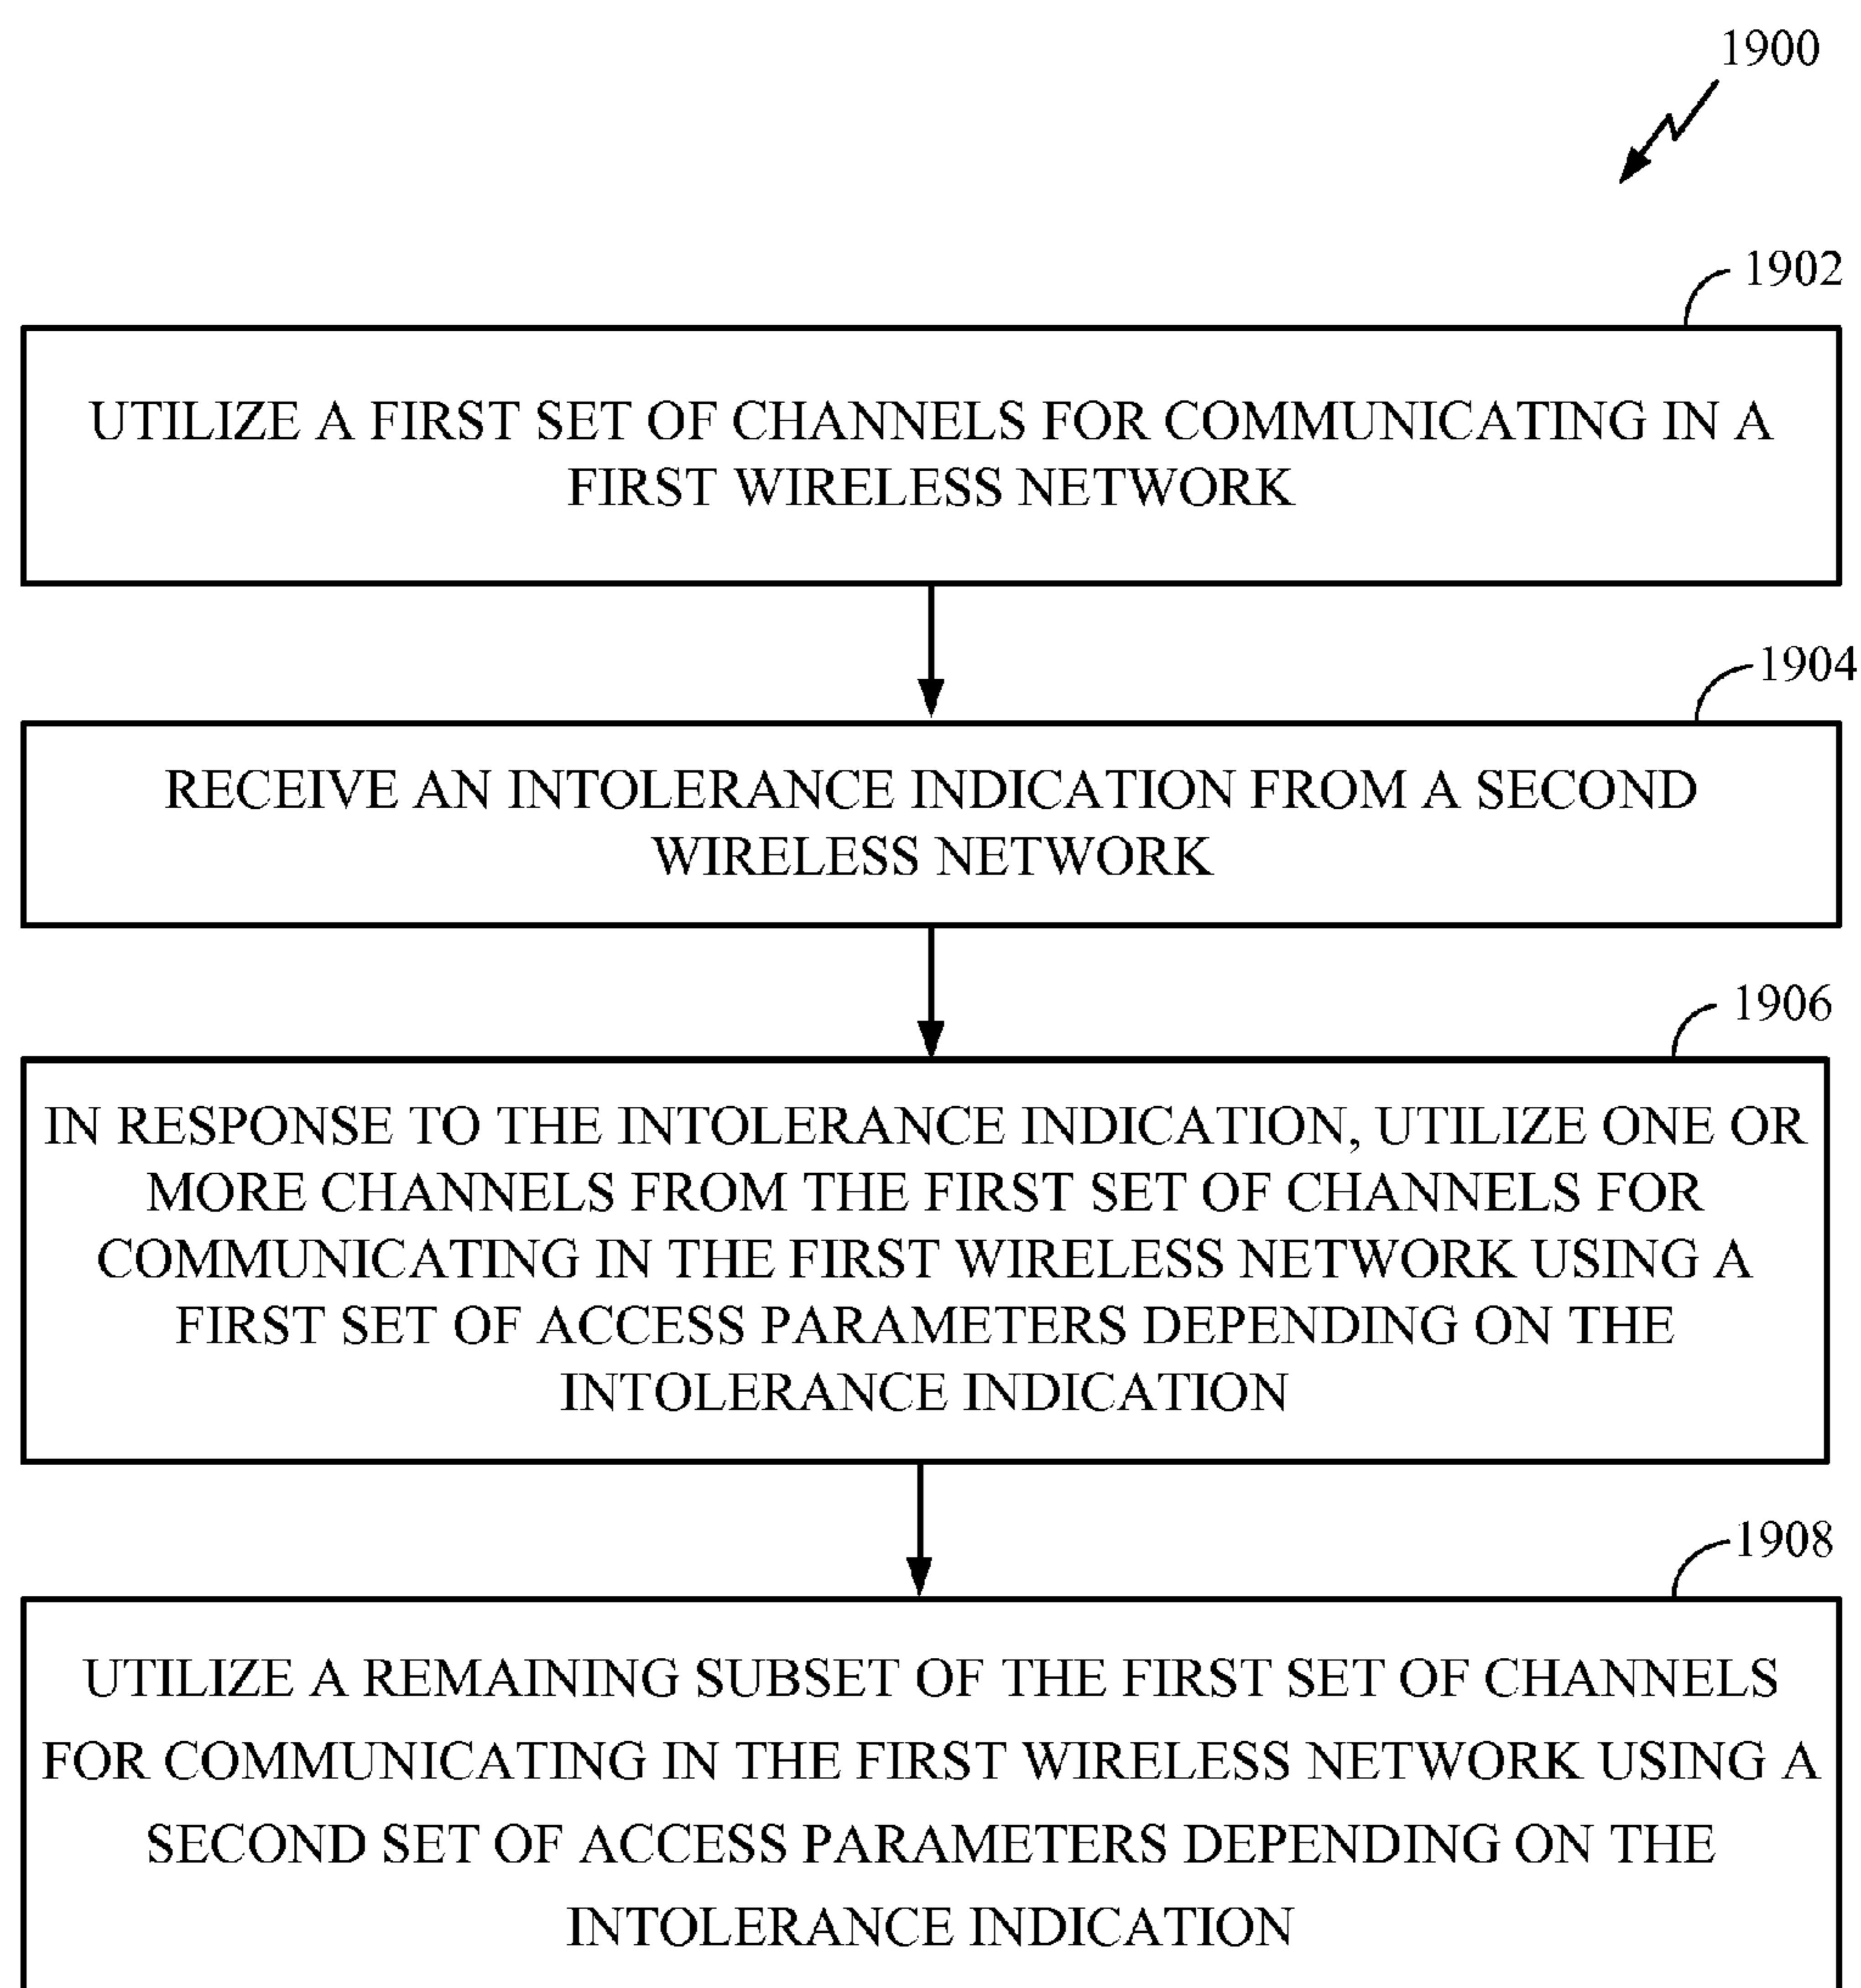 1900
1902
UTILIZE A FIRST SET OF CHANNELS FOR COMMUNICATING IN A
FIRST WIRELESS NETWORK
1904
RECEIVE AN INTOLERANCE INDICATION FROM A SECOND
WIRELESS NETWORK
1906
IN RESPONSE TO THE INTOLERANCE INDICATION, UTILIZE ONE OR
MORE CHANNELS FROM THE FIRST SET OF CHANNELS FOR
COMMUNICATING IN THE FIRST WIRELESS NETWORK USING A
FIRST SET OF ACCESS PARAMETERS DEPENDING ON THE
INTOLERANCE INDICATION
1908
UTILIZE A REMAINING SUBSET OF THE FIRST SET OF CHANNELS
FOR COMMUNICATING IN THE FIRST WIRELESS NETWORK USING A
SECOND SET OF ACCESS PARAMETERS DEPENDING ON THE
INTOLERANCE INDICATION